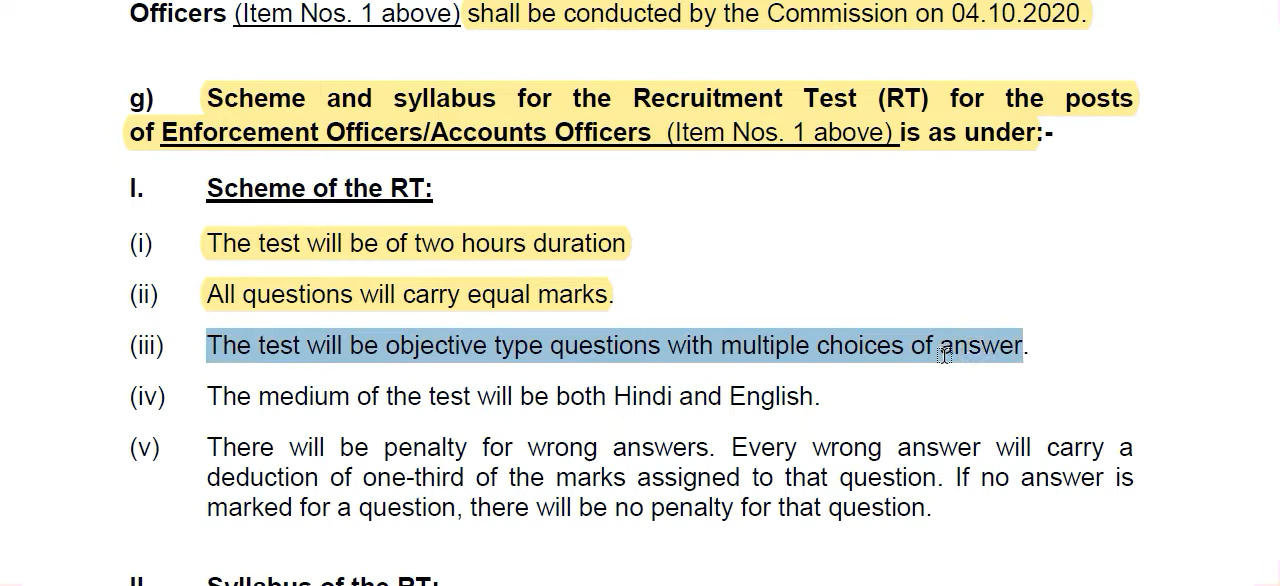 Officers (Item Nos. 1 above) shall be conducted by the Commission on 04.10.2020.
g) Scheme and syllabus for the Recruitment Test (RT) for the posts
of Enforcement Officers/Accounts Officers (Item Nos. 1 above) is as under:-
I. Scheme of the RT:
(i) The test will be of two hours duration
(ii) All questions will carry equal marks.
(iii) The test will be objective type questions with multiple choices of answer.
(iv) The medium of the test will be both Hindi and English.
(v) There will be penalty for wrong answers. Every wrong answer will carry a
deduction of one-third of the marks assigned to that question. If no answer is
marked for a question, there will be no penalty for that question.
II. Syllabus of the RT: